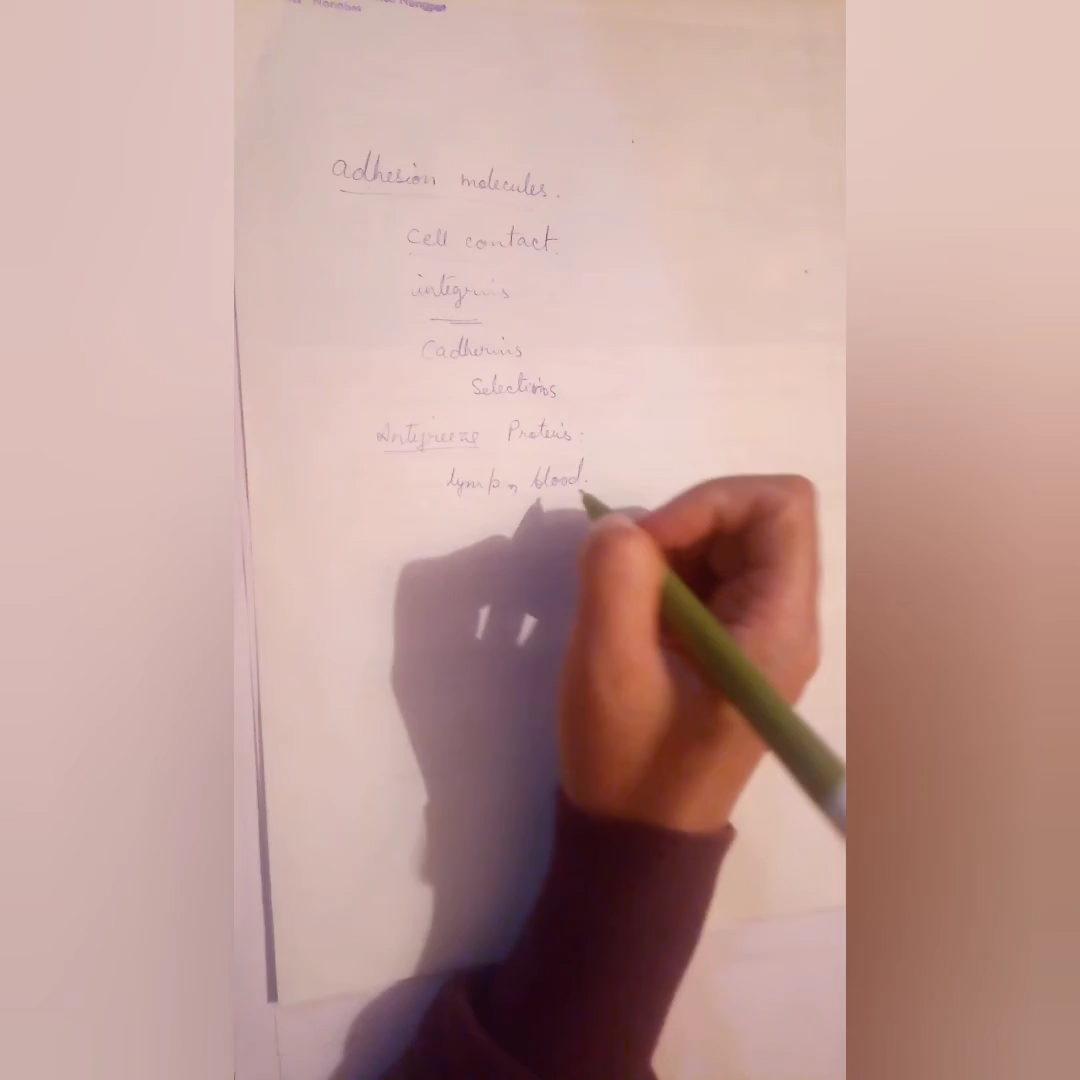 adhesion molecules.
Cell contact.
integrins
Cadherins
Selectins
Antifreeze Proteins.
lymph, blood.